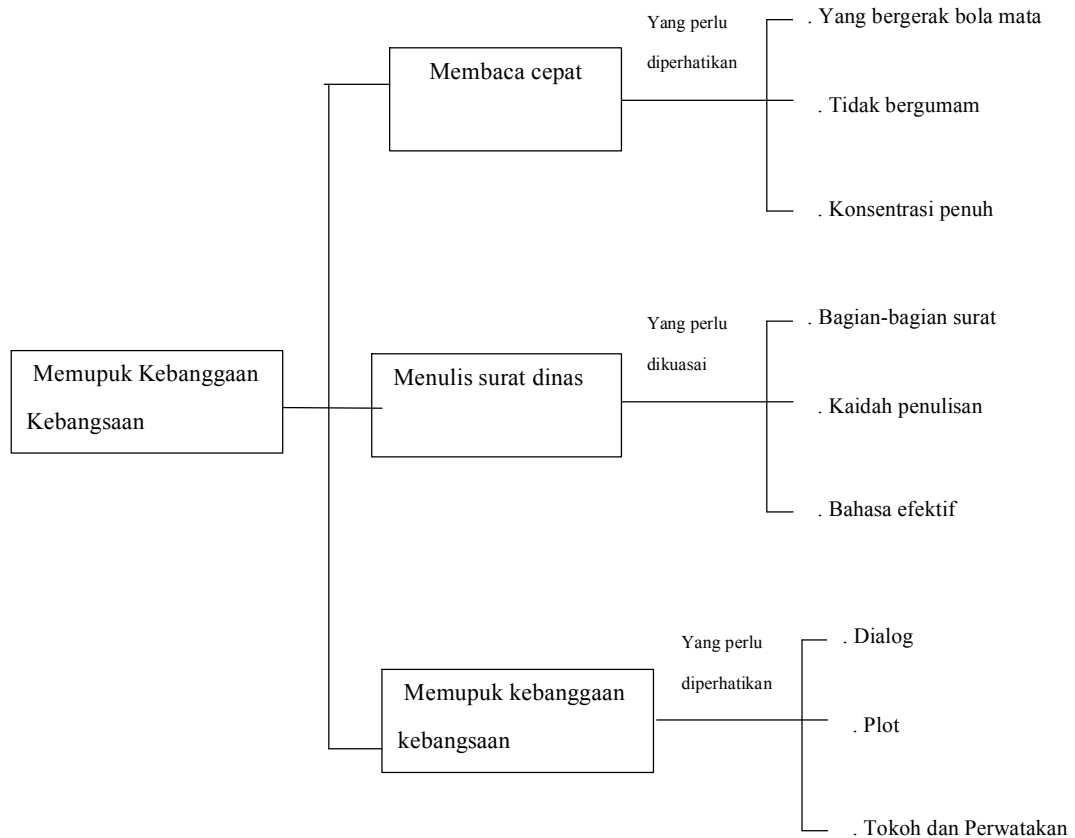 Memupuk Kebanggaan
Kebangsaan
Membaca cepat
Yang perlu
diperhatikan
. Yang bergerak bola mata
. Tidak bergumam
. Konsentrasi penuh
Menulis surat dinas
Yang perlu
dikuasai
. Bagian-bagian surat
. Kaidah penulisan
. Bahasa efektif
Memupuk kebanggaan
kebangsaan
Yang perlu
diperhatikan
. Dialog
. Plot
. Tokoh dan Perwatakan